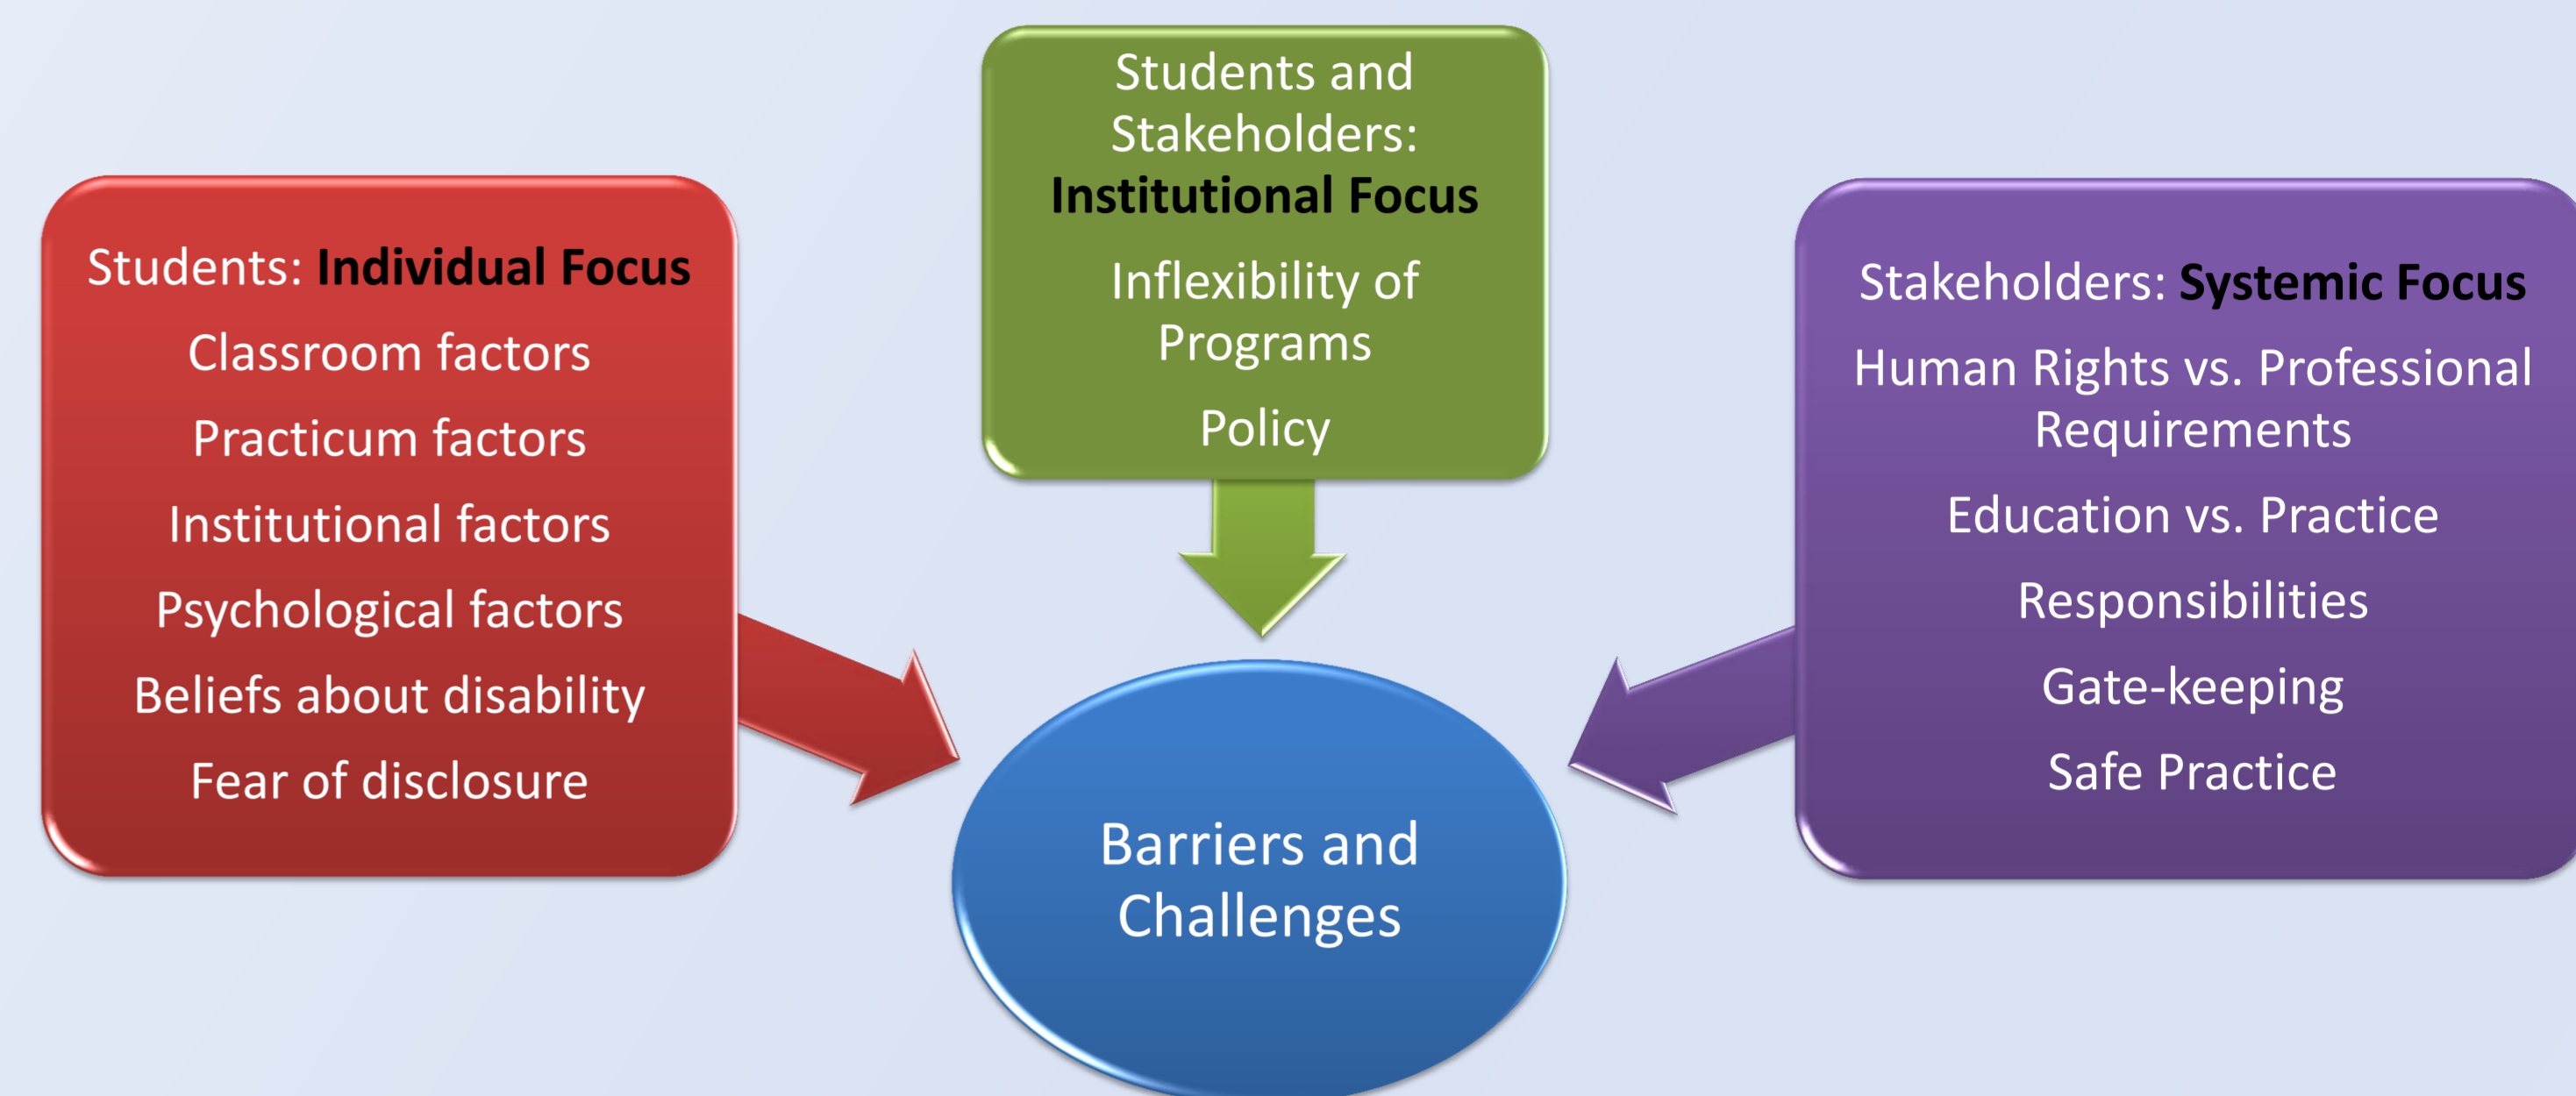 Students: Individual Focus
Classroom factors
Practicum factors
Institutional factors
Psychological factors
Beliefs about disability
Fear of disclosure
Students and
Stakeholders:
Institutional Focus
Inflexibility of
Programs
Policy
Stakeholders: Systemic Focus
Human Rights vs. Professional
Requirements
Education vs. Practice
Responsibilities
Gate-keeping
Safe Practice
Barriers and
Challenges